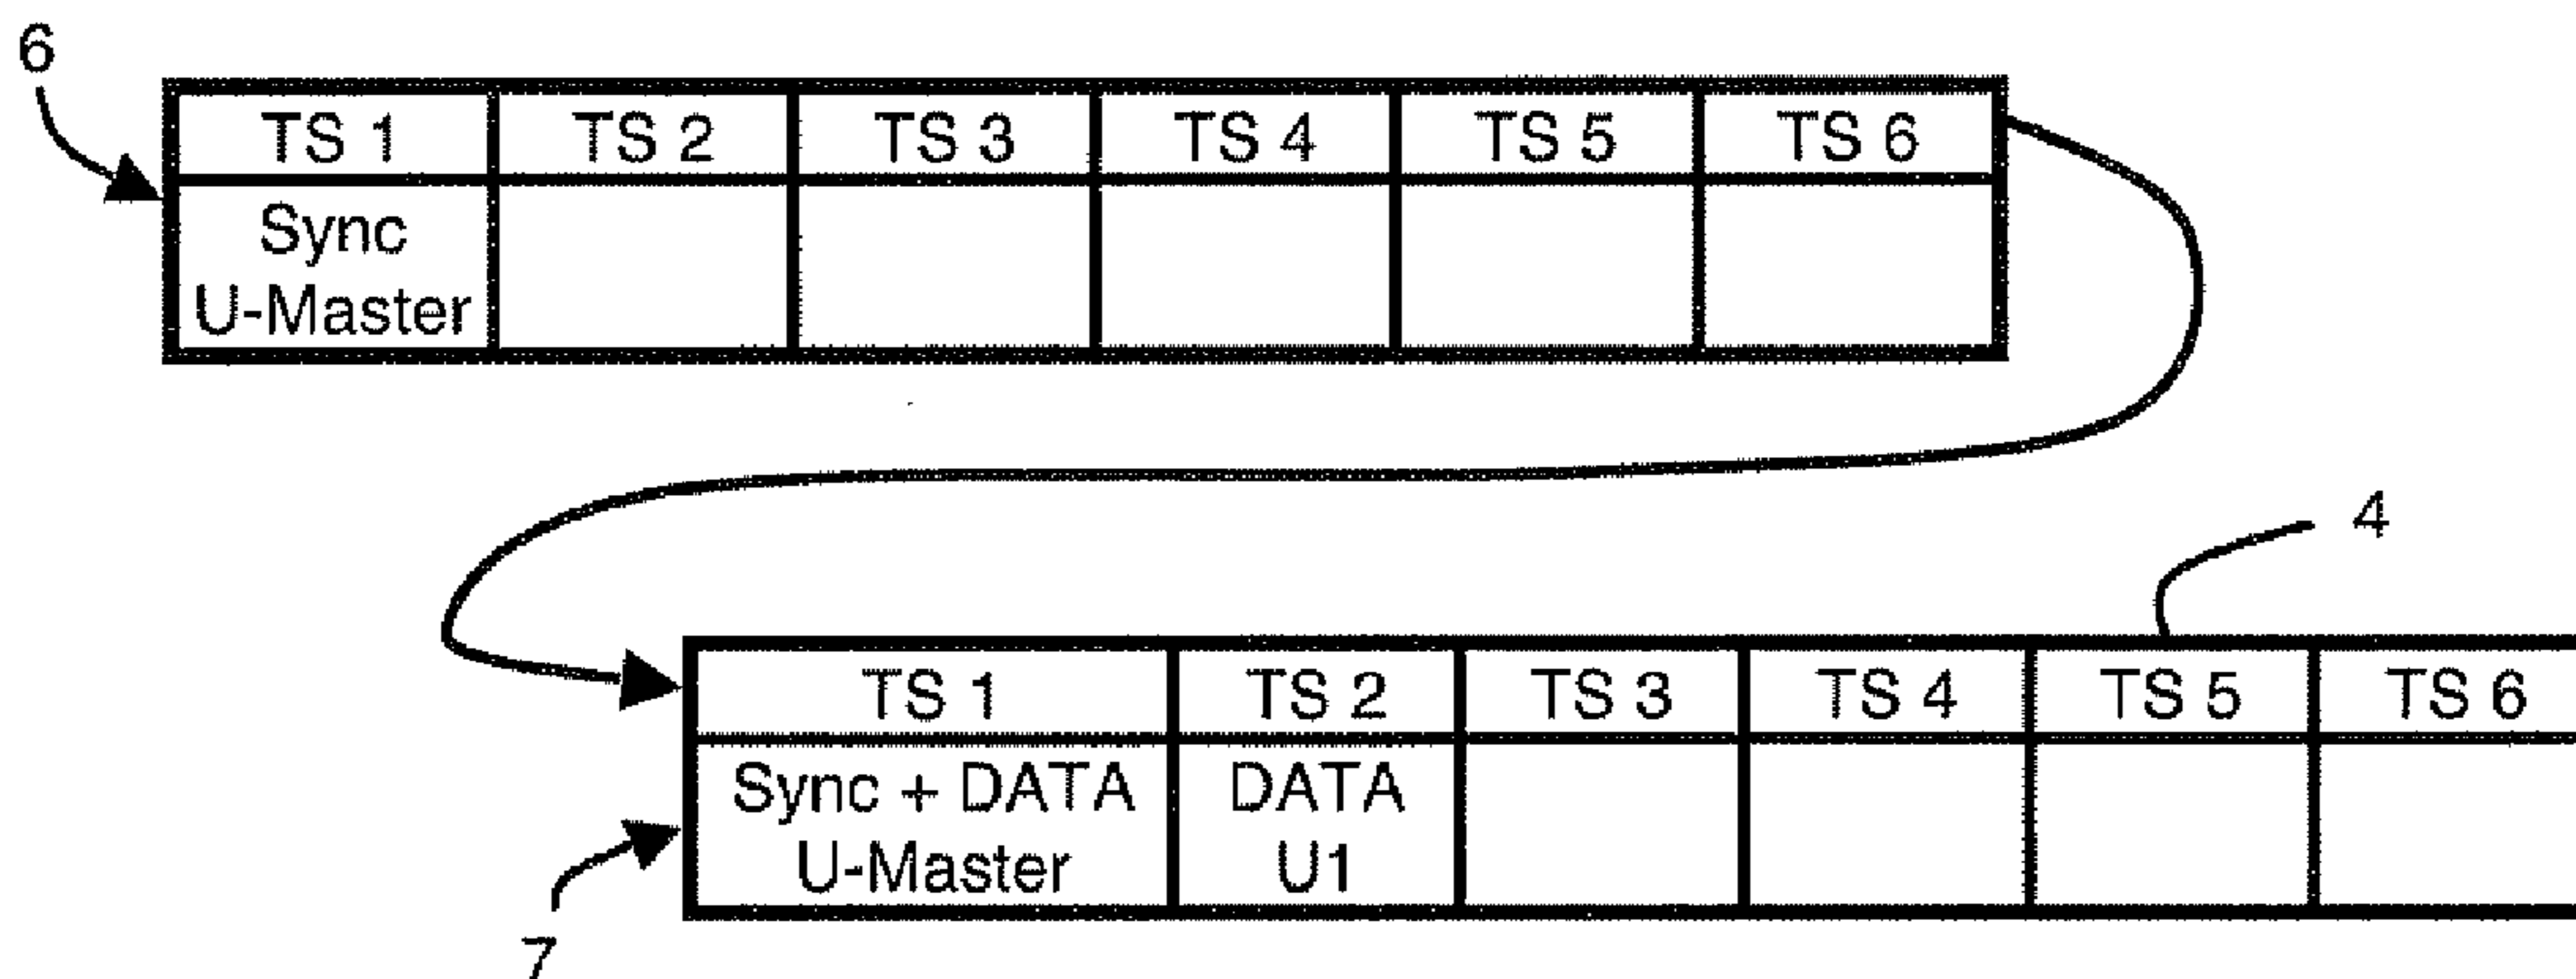 6
TS 1 TS 2 TS 3 TS 4 TS 5 TS 6
Sync
U-Master
4
TS 1 TS 2 TS 3 TS 4 TS 5 TS 6
Sync + DATA DATA
U-Master U1
7